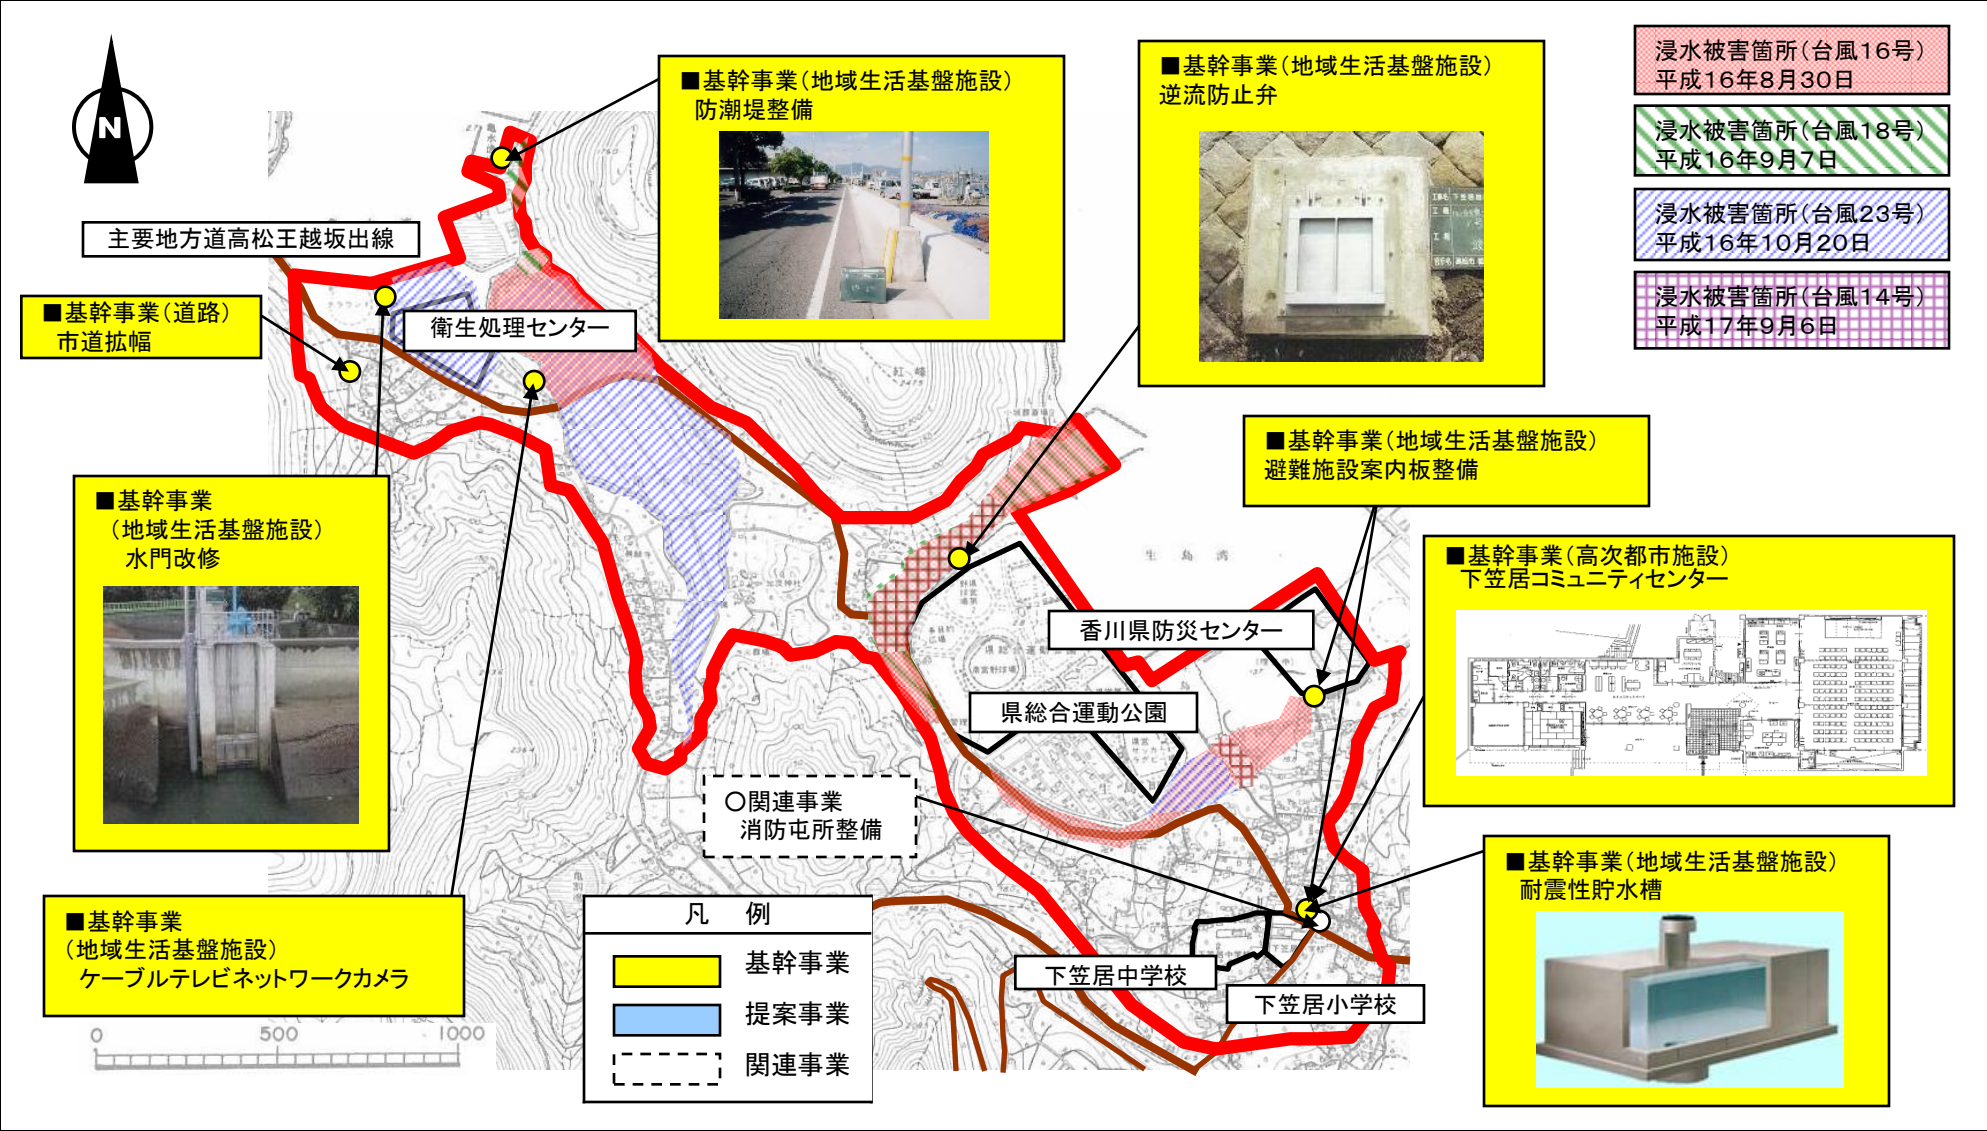 N
■基幹事業(地域生活基盤施設)
防潮堤整備
■基幹事業(地域生活基盤施設)
逆流防止弁
浸水被害箇所(台風16号)
平成16年8月30日
浸水被害箇所(台風18号)
平成16年9月7日
浸水被害箇所(台風23号)
平成16年10月20日
浸水被害箇所(台風14号)
平成17年9月6日
主要地方道高松王越坂出線
■基幹事業(道路)
市道拡幅
衛生処理センター
紅峰
■基幹事業(地域生活基盤施設)
避難施設案内板整備
■基幹事業
(地域生活基盤施設)
水門改修
■基幹事業(高次都市施設)
下笠居コミュニティセンター
生島湾
香川県防災センター
県総合運動公園
○関連事業
消防屯所整備
■基幹事業(地域生活基盤施設)
耐震性貯水槽
■基幹事業
(地域生活基盤施設)
ケーブルテレビネットワークカメラ
凡 例
基幹事業
提案事業
関連事業
下笠居中学校
下笠居小学校
0 500 1000